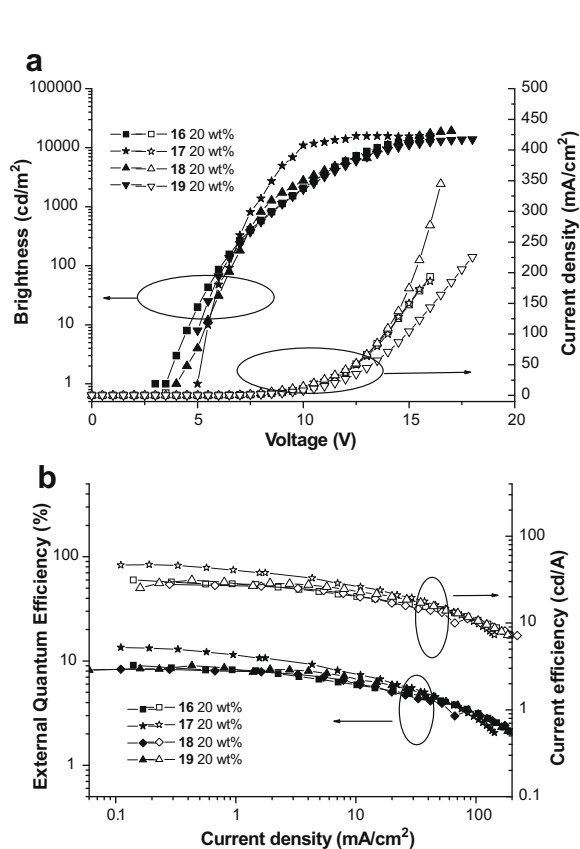 a
100000
10000
1000
100
10
1
Brightness (cd/m²)
16 20 wt%
17 20 wt%
18 20 wt%
19 20 wt%
500
450
400
350
300
250
200
150
100
50
0
Current density (mA/cm²)
0 5 10 15 20
Voltage (V)
b
100
10
1
External Quantum Efficiency (%)
16 20 wt%
17 20 wt%
18 20 wt%
19 20 wt%
100
10
1
0.1
Current efficiency (cd/A)
0.1 1 10 100
Current density (mA/cm²)